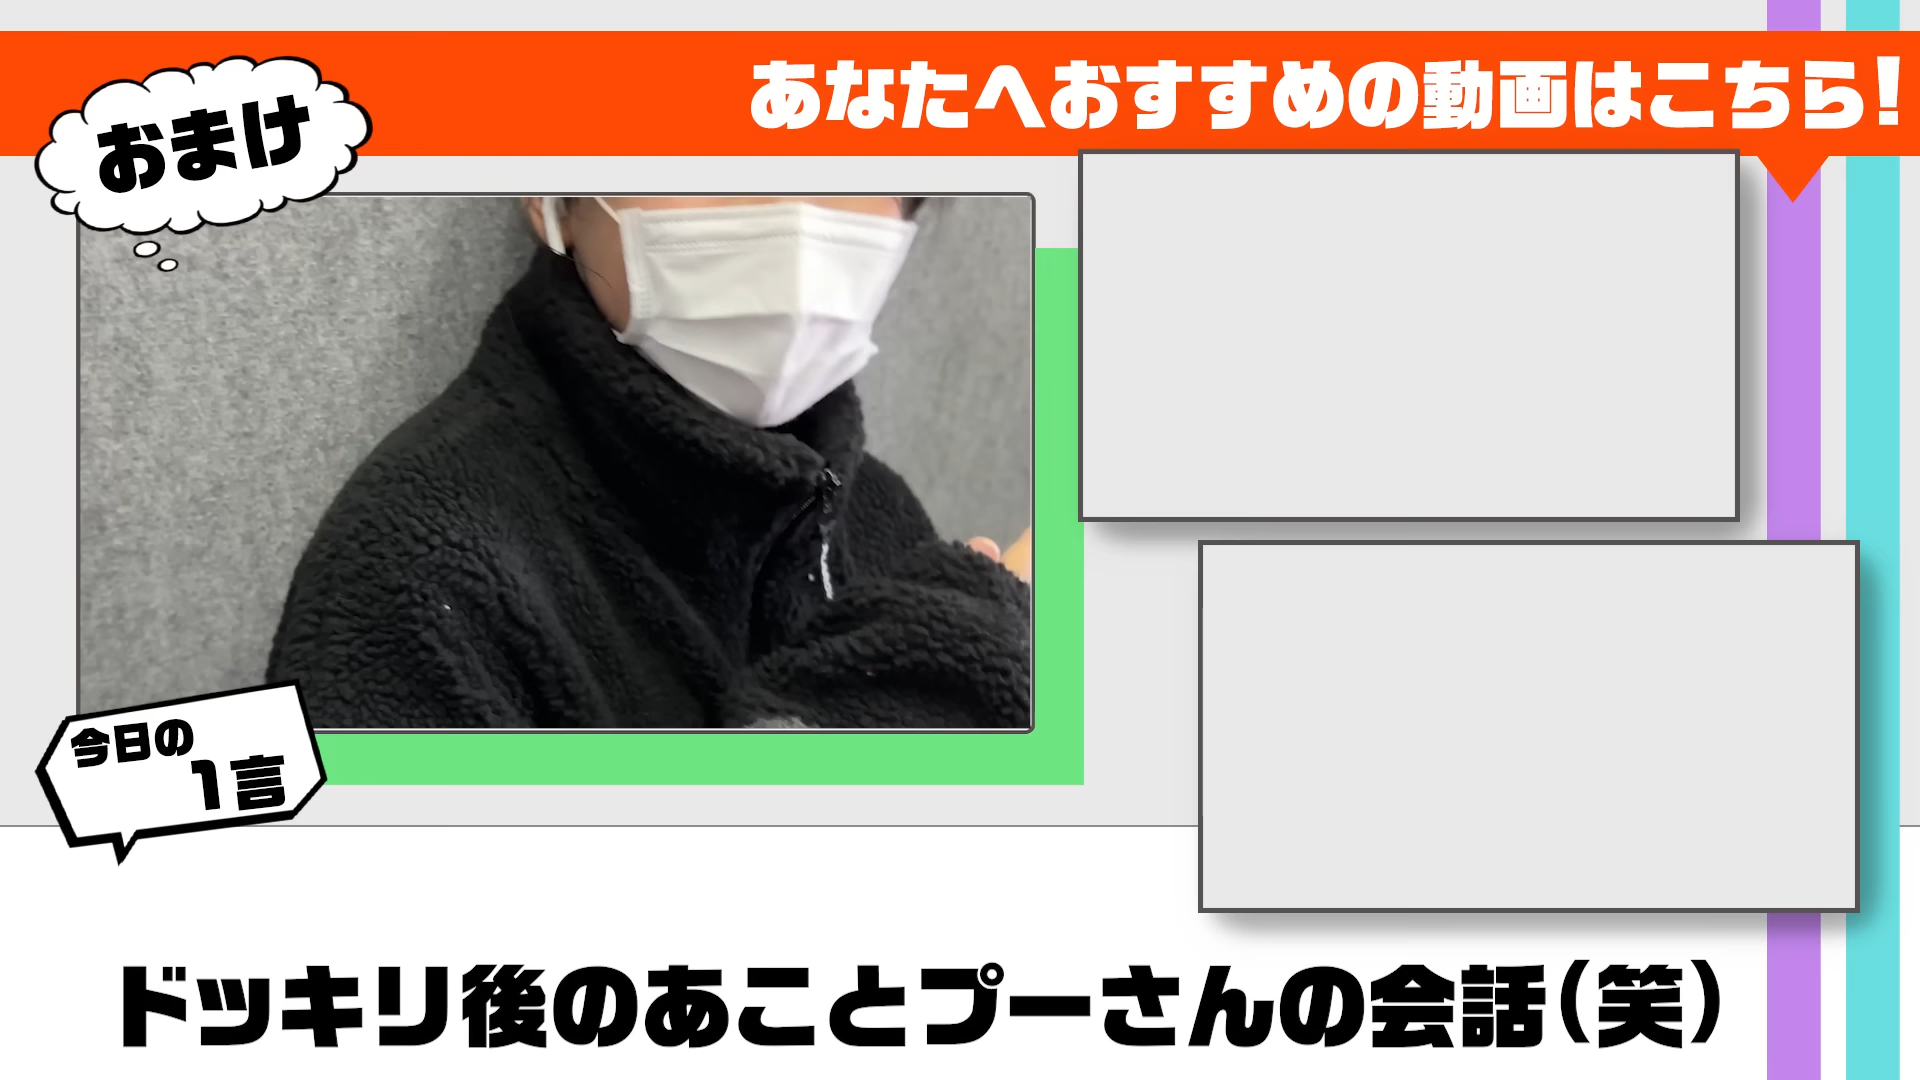 あなたへおすすめの動画はこちら!
おまけ
今日の
1言
ドッキリ後のあことプーさんの会話(笑)